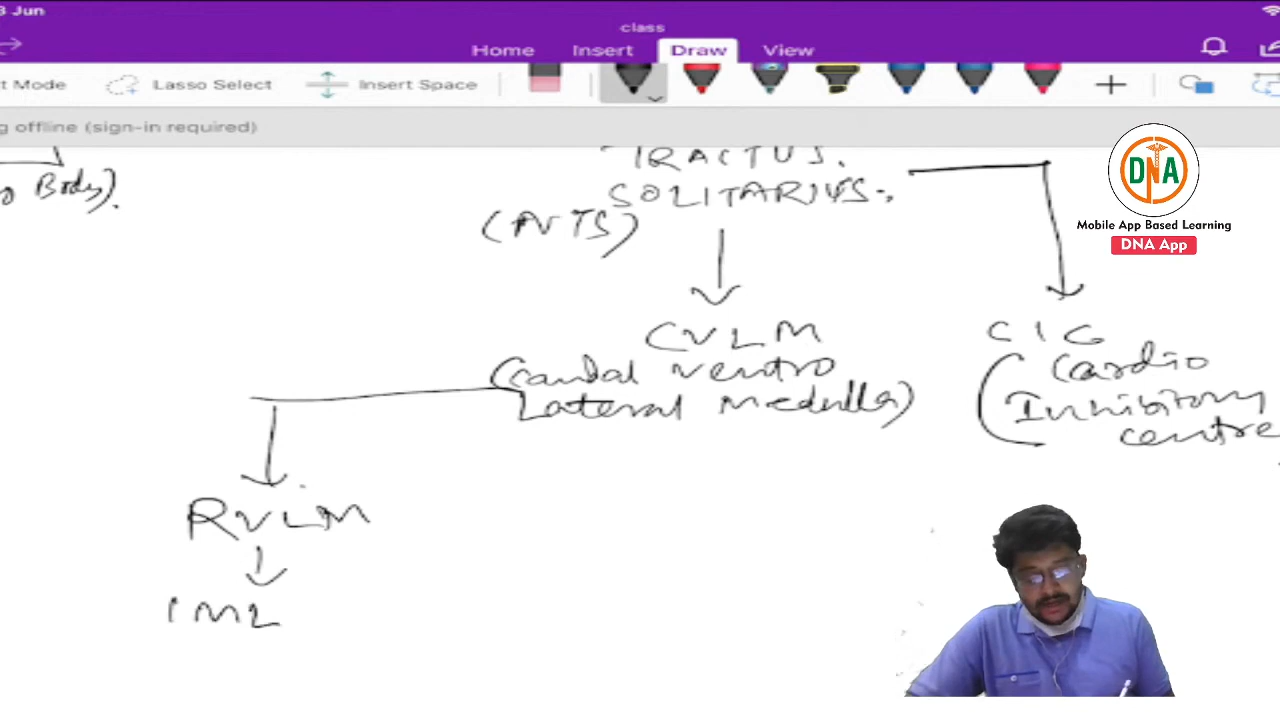 3 Jun
class
Home Insert Draw View
t Mode Lasso Select Insert Space
g offline (sign-in required)
DNA
Mobile App Based Learning
DNA App
o Body).
TRACTUS.
SOLITARIUS.
(NTS)
CVLM
(Caudal Ventro
Lateral Medulla)
CIC
(Cardio
Inhibitory
centre
RVLM
IML